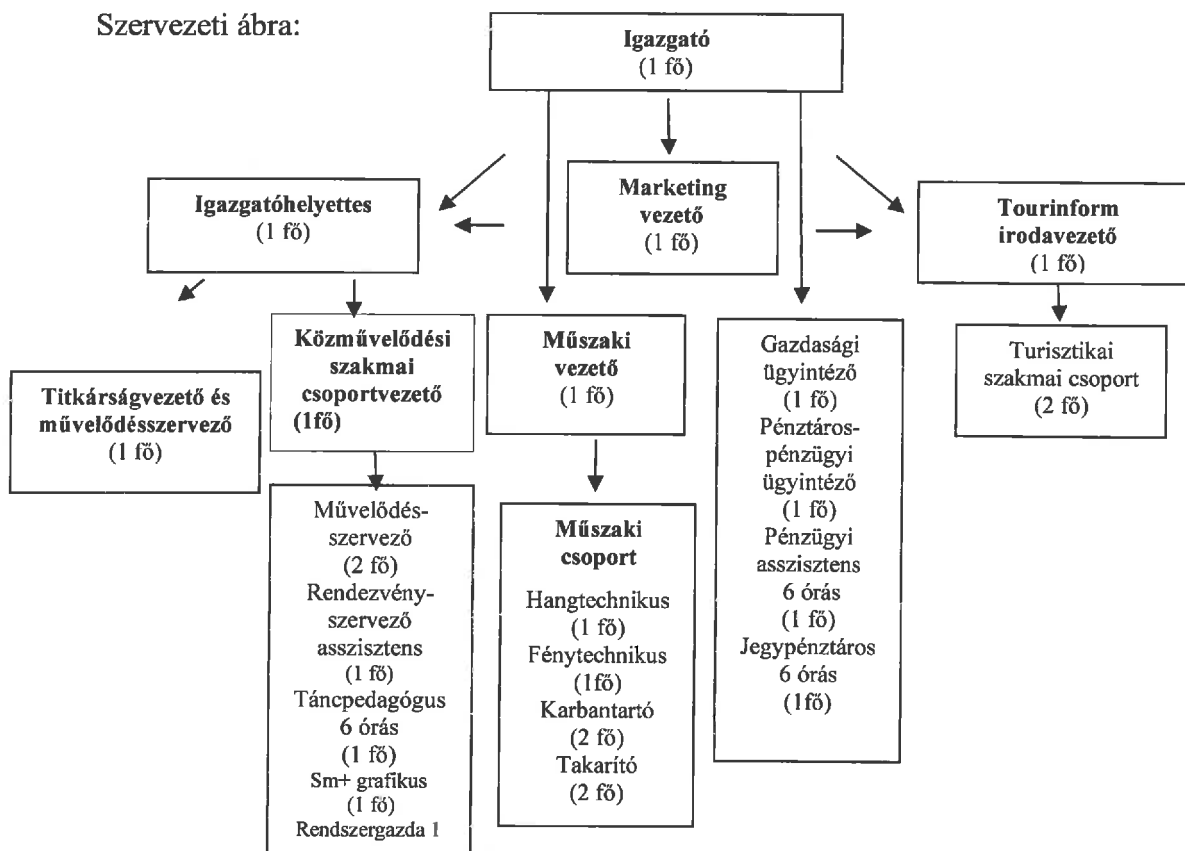 Szervezeti ábra:
Igazgató
(1 fő)
Igazgatóhelyettes
(1 fő)
Marketing
vezető
(1 fő)
Tourinform
irodavezető
(1 fő)
Titkárságvezető és
művelődésszervező
(1 fő)
Közművelődési
szakmai
csoportvezető
(1fő)
Műszaki
vezető
(1 fő)
Gazdasági
ügyintéző
(1 fő)
Pénztáros-
pénzügyi
ügyintéző
(1 fő)
Pénzügyi
asszisztens
6 órás
(1 fő)
Jegypénztáros
6 órás
(1fő)
Turisztikai
szakmai csoport
(2 fő)
Művelődés-
szervező
(2 fő)
Rendezvény-
szervező
asszisztens
(1 fő)
Táncpedagógus
6 órás
(1 fő)
Sm+ grafikus
(1 fő)
Rendszergazda 1
Műszaki
csoport
Hangtechnikus
(1 fő)
Fénytechnikus
(1fő)
Karbantartó
(2 fő)
Takarító
(2 fő)